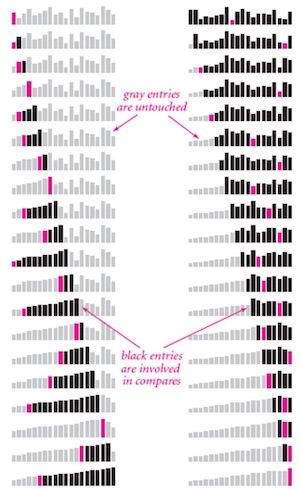 gray entries
are untouched
black entries
are involved
in compares